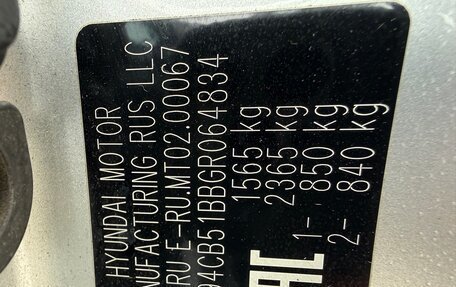 HYUNDAI MOTOR
NUFACTURING RUS LLC
RU E-RU.MT02.00067
94CB51BBGR064834
1565 kg
2365 kg
1- 850 kg
2- 840 kg
EAC